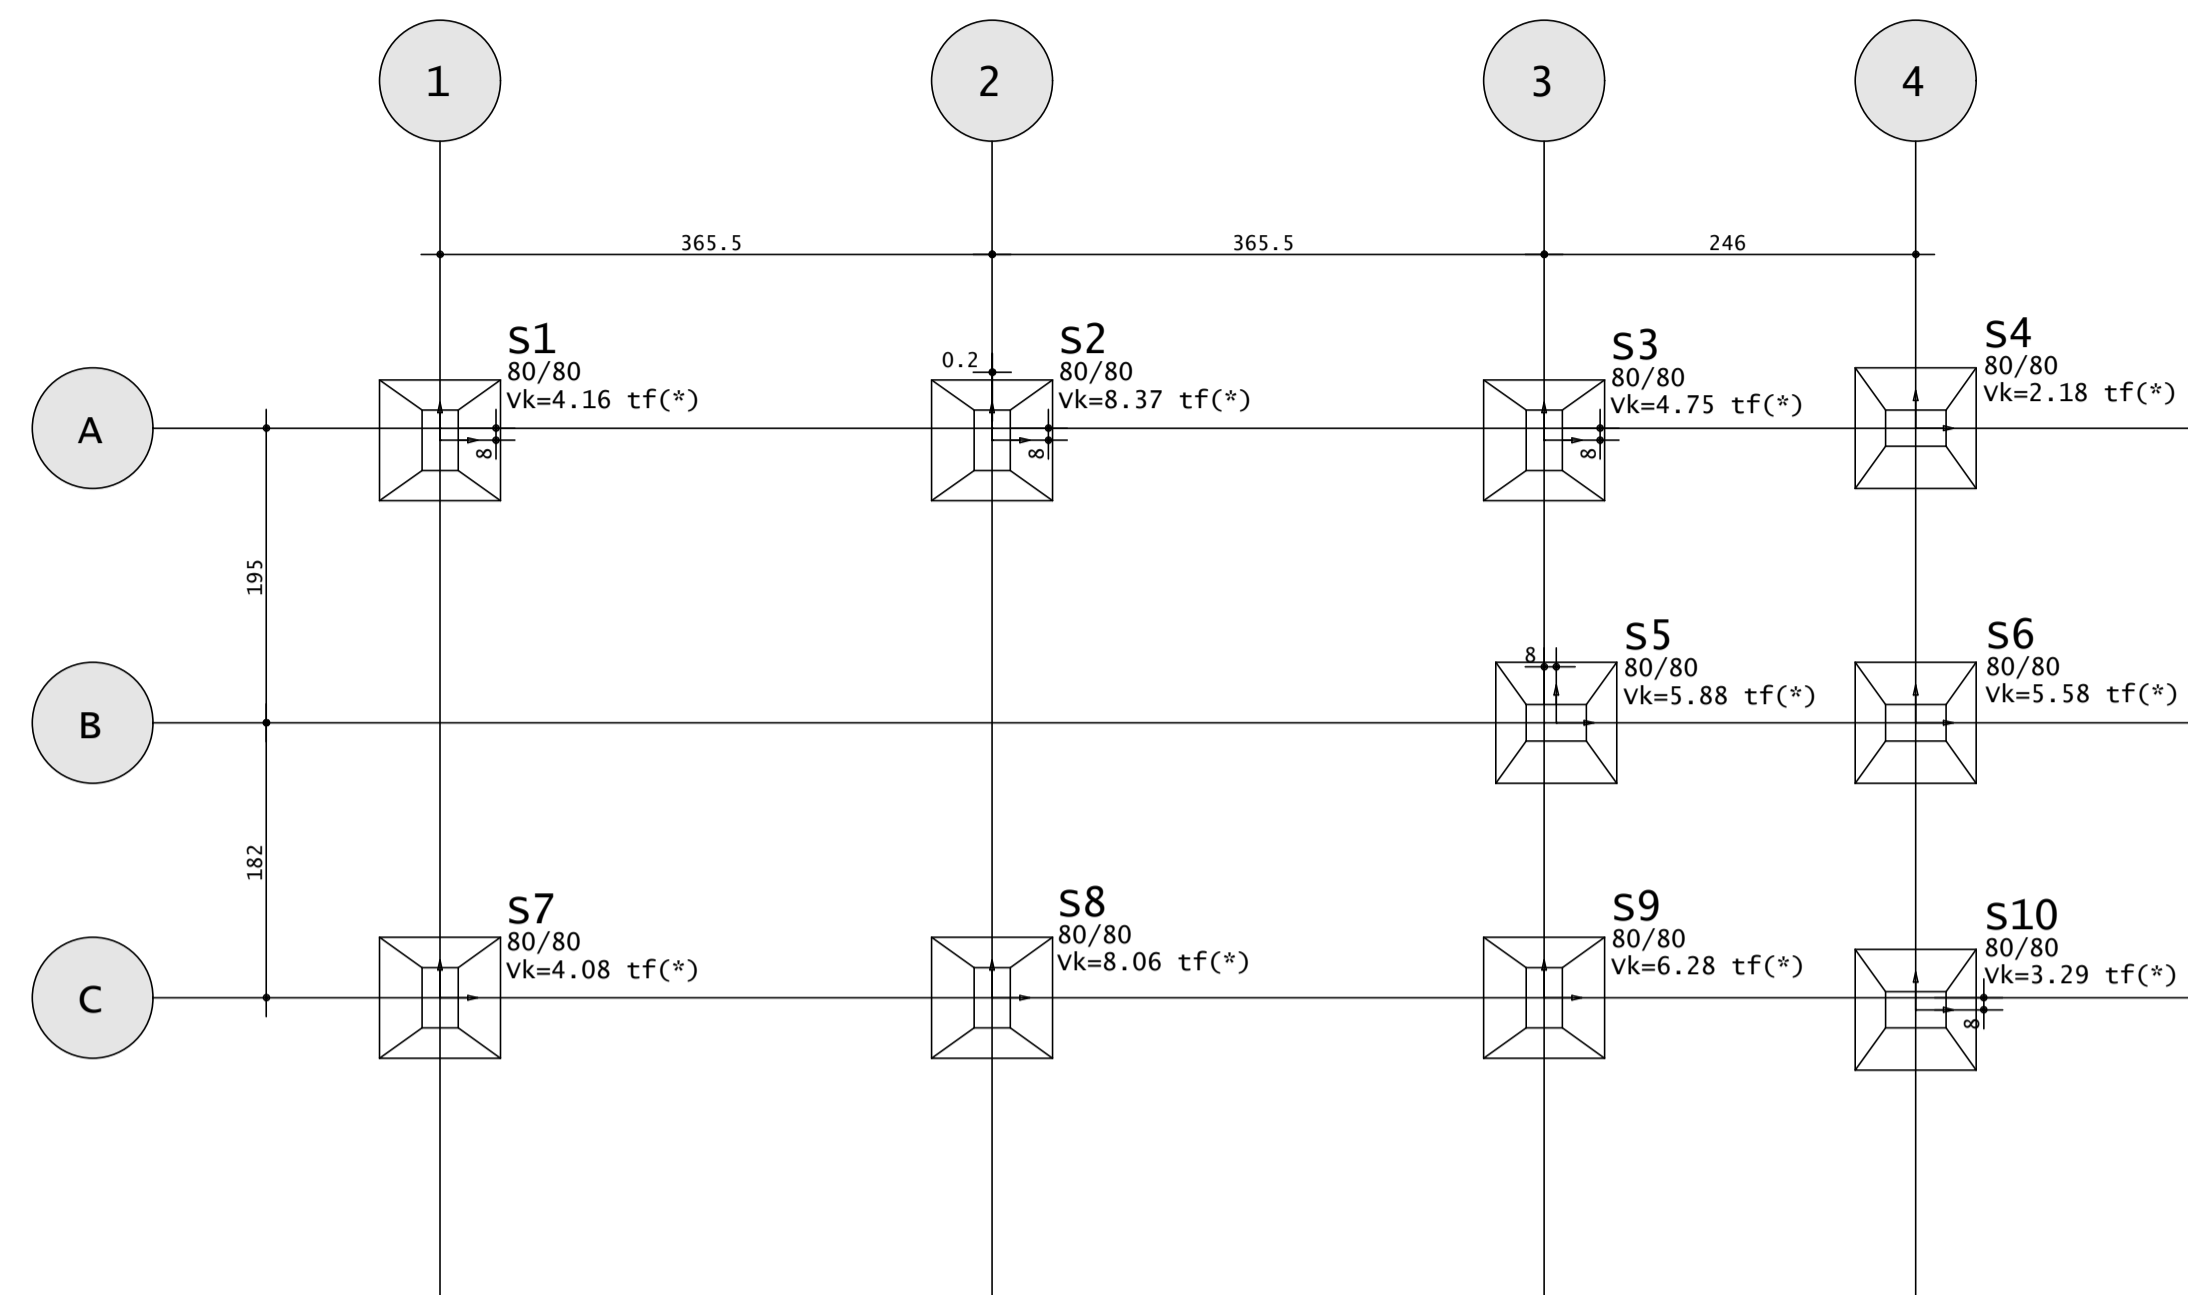 1
2
3
4
365.5
365.5
246
S1
80/80
Vk=4.16 tf(*)
8
0.2
S2
80/80
Vk=8.37 tf(*)
8
S3
80/80
Vk=4.75 tf(*)
8
S4
80/80
Vk=2.18 tf(*)
A
195
8
S5
80/80
Vk=5.88 tf(*)
S6
80/80
Vk=5.58 tf(*)
B
182
S7
80/80
Vk=4.08 tf(*)
S8
80/80
Vk=8.06 tf(*)
S9
80/80
Vk=6.28 tf(*)
S10
80/80
Vk=3.29 tf(*)
8
C